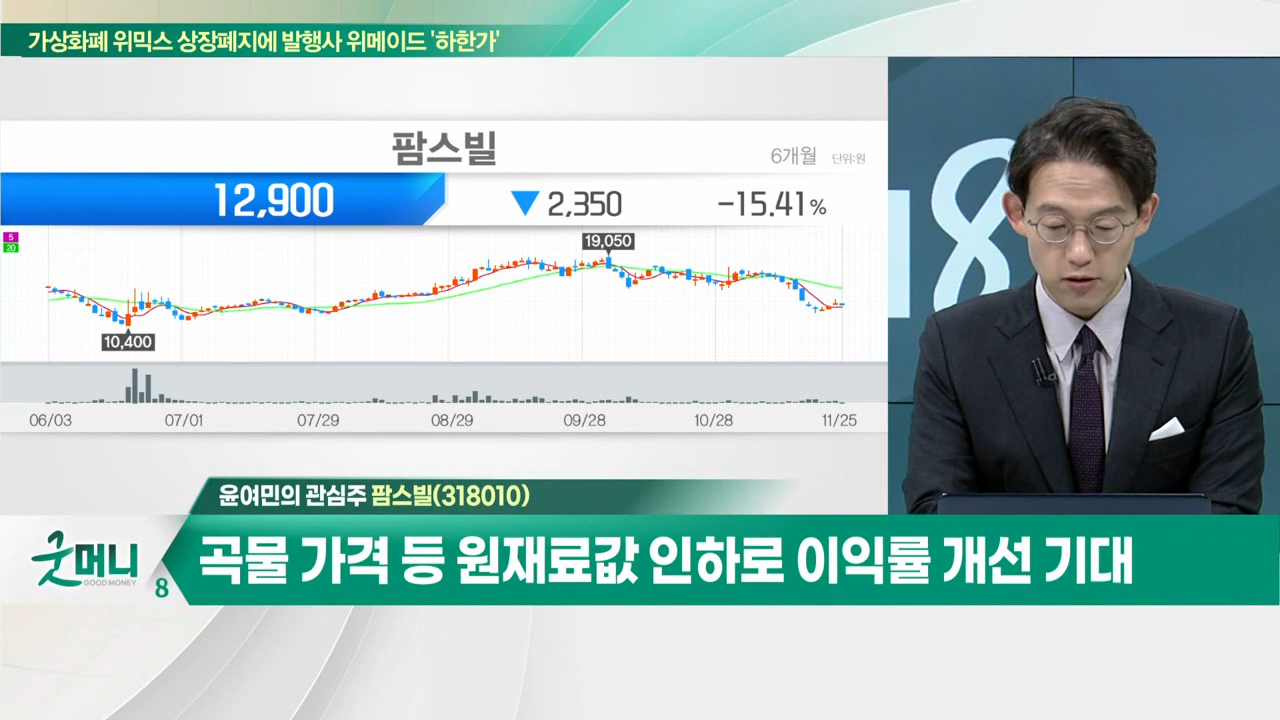 가상화폐 위믹스 상장폐지에 발행사 위메이드 '하한가'
팜스빌
6개월 단위:원
12,900 ▼2,350 -15.41%
5
20
19,050
10,400
06/03 07/01 07/29 08/29 09/28 10/28 11/25
8
윤여민의 관심주 팜스빌(318010)
굿머니
GOOD MONEY
8
곡물 가격 등 원재료값 인하로 이익률 개선 기대